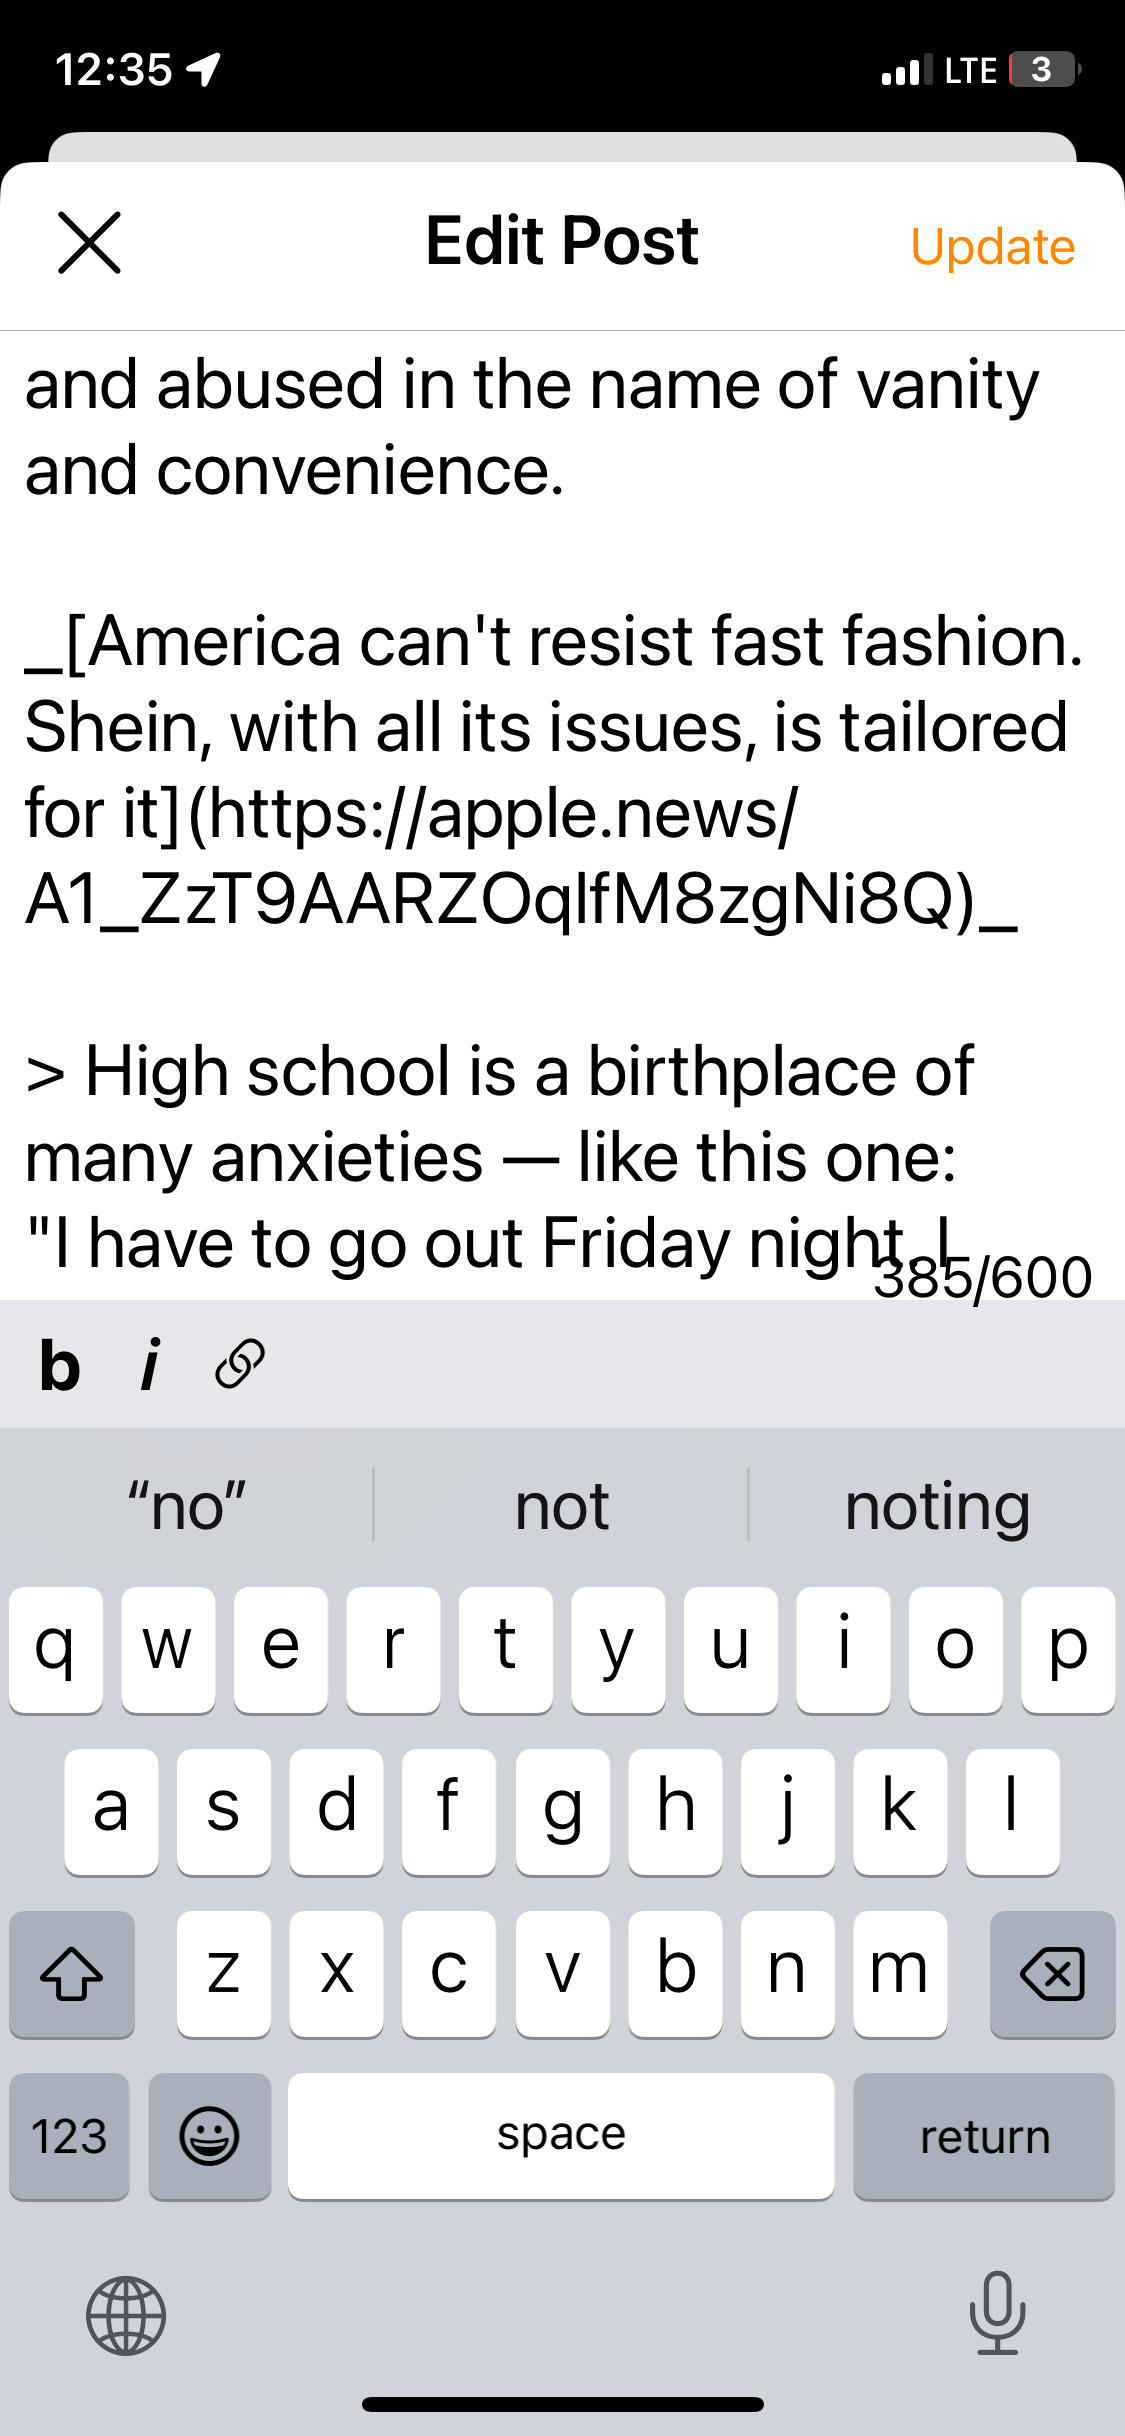 12:35 LTE 3
Edit Post Update
and abused in the name of vanity
and convenience.
_[America can't resist fast fashion.
Shein, with all its issues, is tailored
for it](https://apple.news/
A1_ZzT9AARZOqlfM8zgNi8Q)_
> High school is a birthplace of
many anxieties — like this one:
"I have to go out Friday night. I
385/600
b i
“no” not noting
q w e r t y u i o p
a s d f g h j k l
z x c v b n m
123 space return